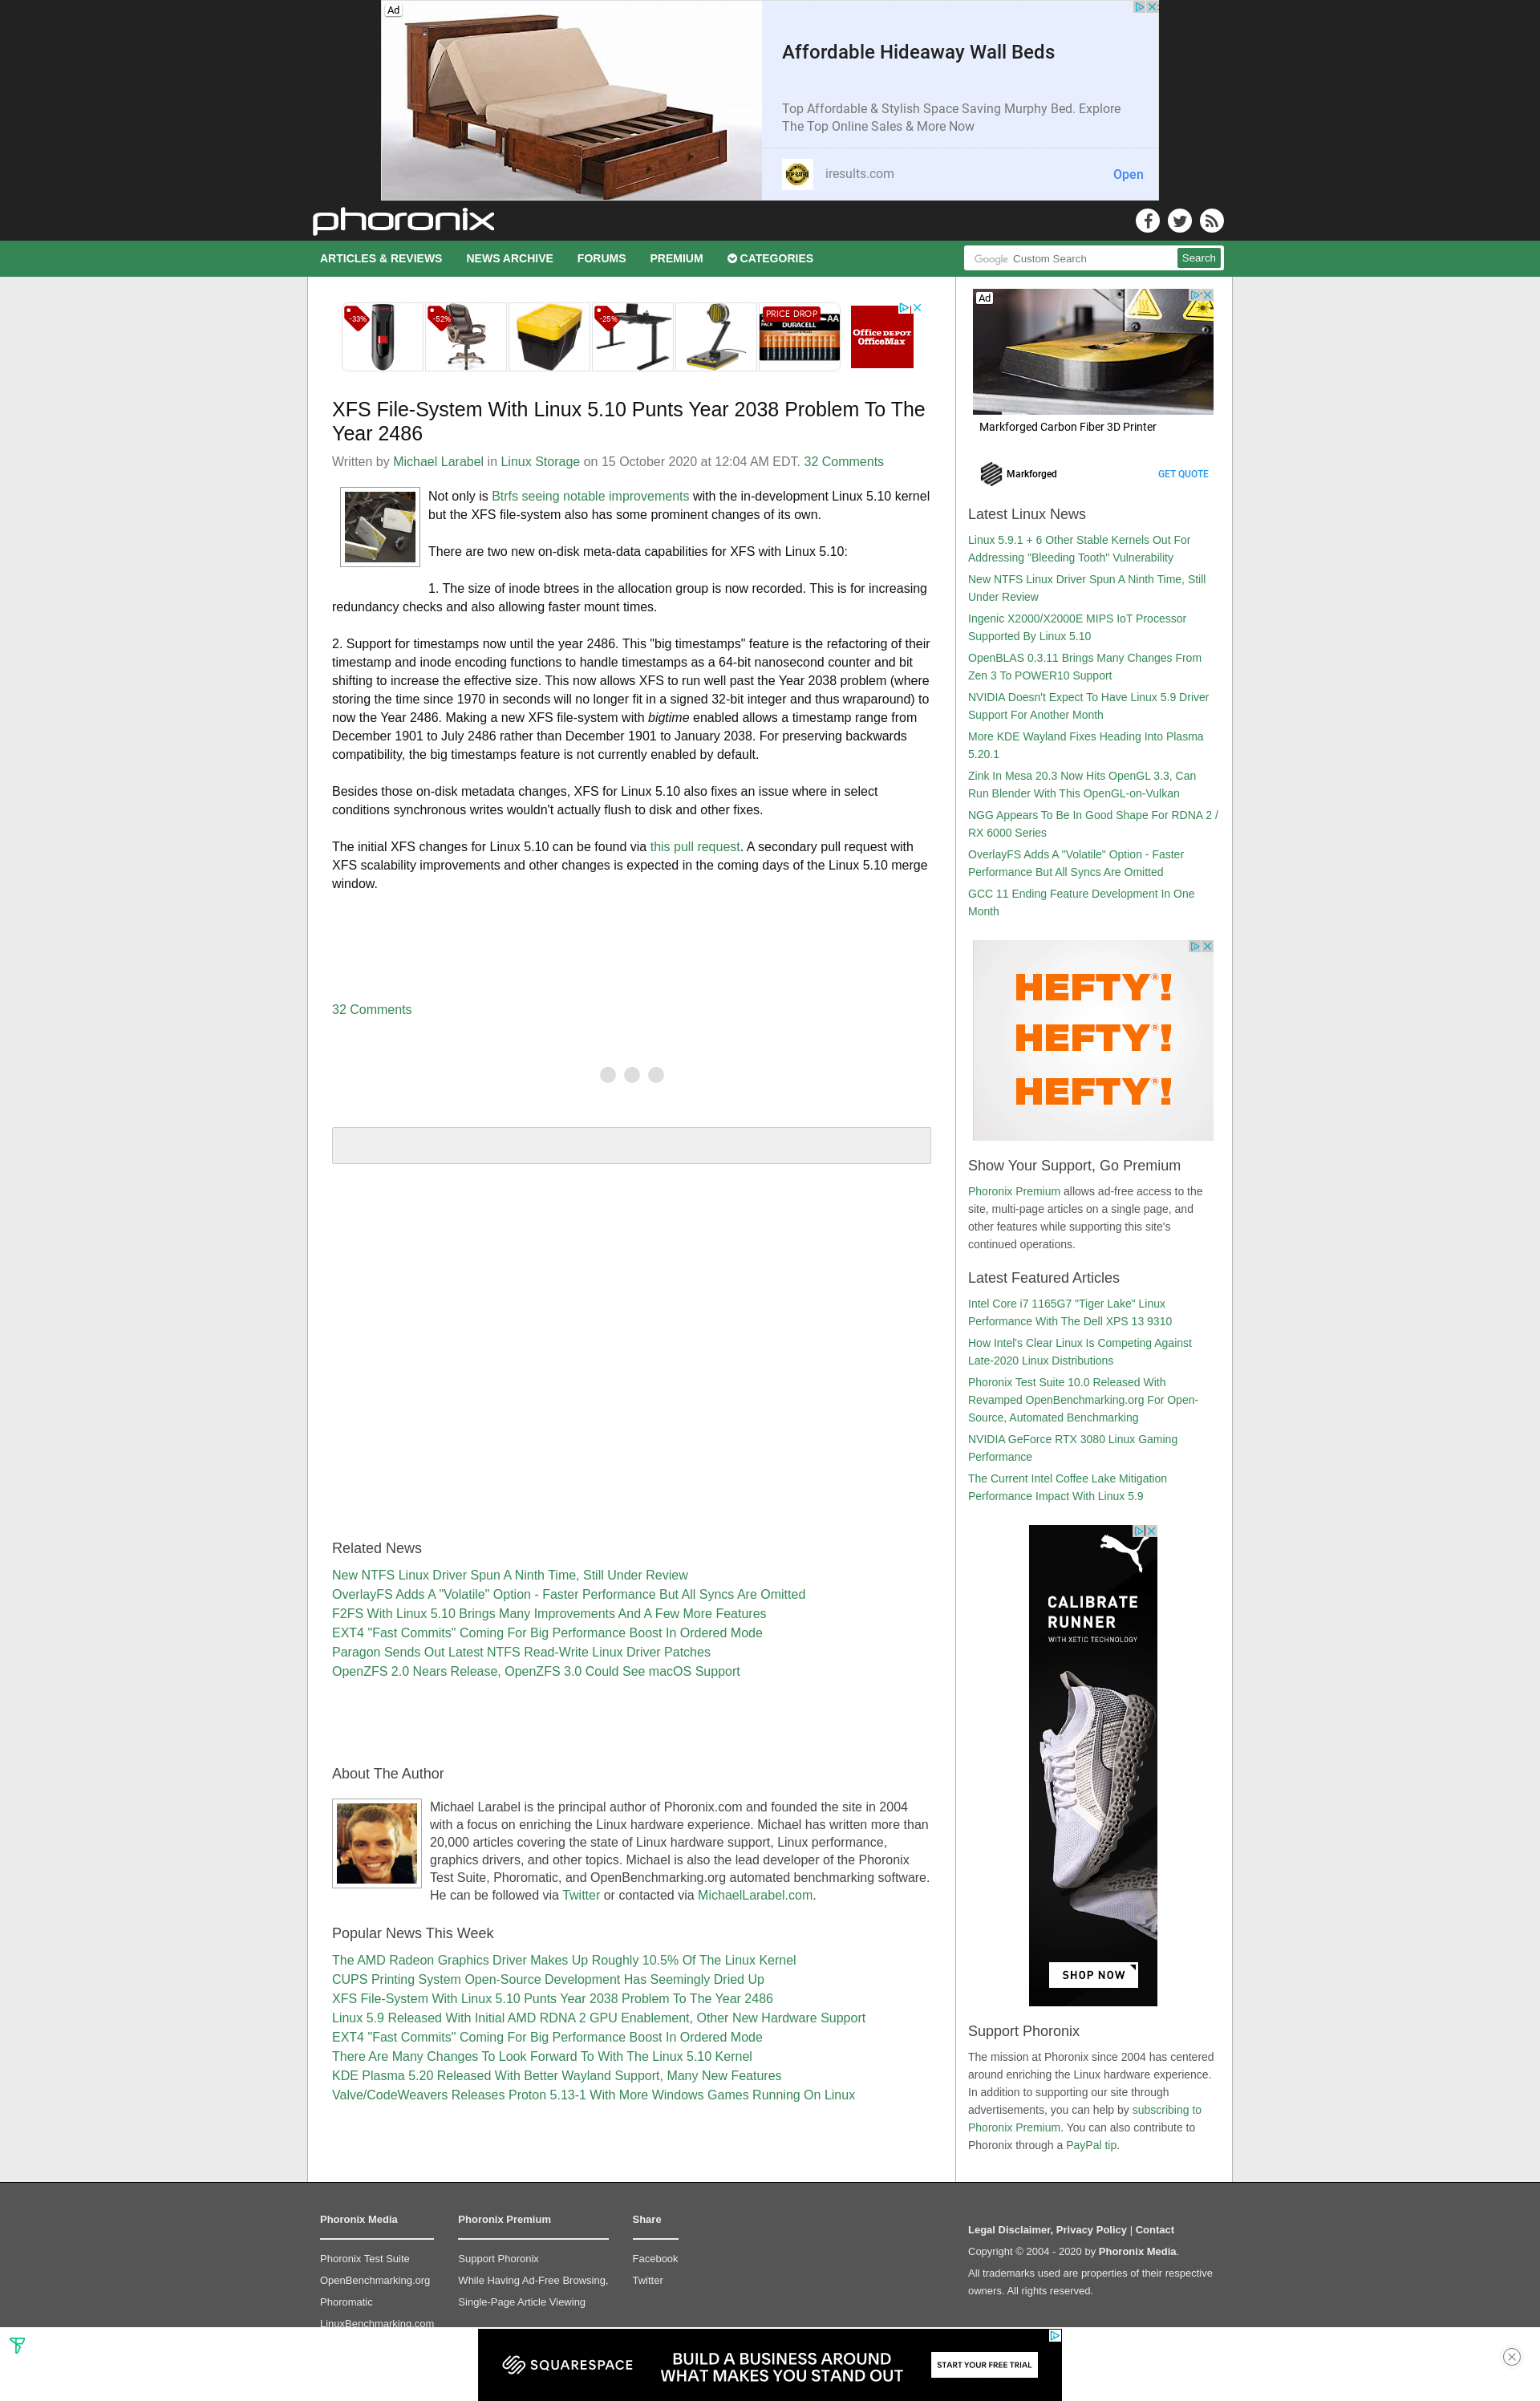 Ad
Affordable Hideaway Wall Beds
Top Affordable & Stylish Space Saving Murphy Bed. Explore
The Top Online Sales & More Now
TOP RATED
iresults.com
Open
phoronix
ARTICLES & REVIEWS NEWS ARCHIVE FORUMS PREMIUM CATEGORIES
Google Custom Search Search
-33%
-52%
-25%
PRICE DROP
AA
PACK
DURACELL
Office DEPOT
OfficeMax
XFS File-System With Linux 5.10 Punts Year 2038 Problem To The
Year 2486
Written by Michael Larabel in Linux Storage on 15 October 2020 at 12:04 AM EDT. 32 Comments
Not only is Btrfs seeing notable improvements with the in-development Linux 5.10 kernel
but the XFS file-system also has some prominent changes of its own.
There are two new on-disk meta-data capabilities for XFS with Linux 5.10:
1. The size of inode btrees in the allocation group is now recorded. This is for increasing
redundancy checks and also allowing faster mount times.
2. Support for timestamps now until the year 2486. This "big timestamps" feature is the refactoring of their
timestamp and inode encoding functions to handle timestamps as a 64-bit nanosecond counter and bit
shifting to increase the effective size. This now allows XFS to run well past the Year 2038 problem (where
storing the time since 1970 in seconds will no longer fit in a signed 32-bit integer and thus wraparound) to
now the Year 2486. Making a new XFS file-system with bigtime enabled allows a timestamp range from
December 1901 to July 2486 rather than December 1901 to January 2038. For preserving backwards
compatibility, the big timestamps feature is not currently enabled by default.
Besides those on-disk metadata changes, XFS for Linux 5.10 also fixes an issue where in select
conditions synchronous writes wouldn't actually flush to disk and other fixes.
The initial XFS changes for Linux 5.10 can be found via this pull request. A secondary pull request with
XFS scalability improvements and other changes is expected in the coming days of the Linux 5.10 merge
window.
32 Comments
Related News
New NTFS Linux Driver Spun A Ninth Time, Still Under Review
OverlayFS Adds A "Volatile" Option - Faster Performance But All Syncs Are Omitted
F2FS With Linux 5.10 Brings Many Improvements And A Few More Features
EXT4 "Fast Commits" Coming For Big Performance Boost In Ordered Mode
Paragon Sends Out Latest NTFS Read-Write Linux Driver Patches
OpenZFS 2.0 Nears Release, OpenZFS 3.0 Could See macOS Support
About The Author
Michael Larabel is the principal author of Phoronix.com and founded the site in 2004
with a focus on enriching the Linux hardware experience. Michael has written more than
20,000 articles covering the state of Linux hardware support, Linux performance,
graphics drivers, and other topics. Michael is also the lead developer of the Phoronix
Test Suite, Phoromatic, and OpenBenchmarking.org automated benchmarking software.
He can be followed via Twitter or contacted via MichaelLarabel.com.
Popular News This Week
The AMD Radeon Graphics Driver Makes Up Roughly 10.5% Of The Linux Kernel
CUPS Printing System Open-Source Development Has Seemingly Dried Up
XFS File-System With Linux 5.10 Punts Year 2038 Problem To The Year 2486
Linux 5.9 Released With Initial AMD RDNA 2 GPU Enablement, Other New Hardware Support
EXT4 "Fast Commits" Coming For Big Performance Boost In Ordered Mode
There Are Many Changes To Look Forward To With The Linux 5.10 Kernel
KDE Plasma 5.20 Released With Better Wayland Support, Many New Features
Valve/CodeWeavers Releases Proton 5.13-1 With More Windows Games Running On Linux
Ad
Markforged Carbon Fiber 3D Printer
Markforged
GET QUOTE
Latest Linux News
Linux 5.9.1 + 6 Other Stable Kernels Out For
Addressing "Bleeding Tooth" Vulnerability
New NTFS Linux Driver Spun A Ninth Time, Still
Under Review
Ingenic X2000/X2000E MIPS IoT Processor
Supported By Linux 5.10
OpenBLAS 0.3.11 Brings Many Changes From
Zen 3 To POWER10 Support
NVIDIA Doesn't Expect To Have Linux 5.9 Driver
Support For Another Month
More KDE Wayland Fixes Heading Into Plasma
5.20.1
Zink In Mesa 20.3 Now Hits OpenGL 3.3, Can
Run Blender With This OpenGL-on-Vulkan
NGG Appears To Be In Good Shape For RDNA 2 /
RX 6000 Series
OverlayFS Adds A "Volatile" Option - Faster
Performance But All Syncs Are Omitted
GCC 11 Ending Feature Development In One
Month
HEFTY®!
HEFTY®!
HEFTY®!
Show Your Support, Go Premium
Phoronix Premium allows ad-free access to the
site, multi-page articles on a single page, and
other features while supporting this site's
continued operations.
Latest Featured Articles
Intel Core i7 1165G7 "Tiger Lake" Linux
Performance With The Dell XPS 13 9310
How Intel's Clear Linux Is Competing Against
Late-2020 Linux Distributions
Phoronix Test Suite 10.0 Released With
Revamped OpenBenchmarking.org For Open-
Source, Automated Benchmarking
NVIDIA GeForce RTX 3080 Linux Gaming
Performance
The Current Intel Coffee Lake Mitigation
Performance Impact With Linux 5.9
CALIBRATE
RUNNER
WITH XETIC TECHNOLOGY
SHOP NOW
Support Phoronix
The mission at Phoronix since 2004 has centered
around enriching the Linux hardware experience.
In addition to supporting our site through
advertisements, you can help by subscribing to
Phoronix Premium. You can also contribute to
Phoronix through a PayPal tip.
Phoronix Media
Phoronix Test Suite
OpenBenchmarking.org
Phoromatic
LinuxBenchmarking.com
Phoronix Premium
Support Phoronix
While Having Ad-Free Browsing,
Single-Page Article Viewing
Share
Facebook
Twitter
Legal Disclaimer, Privacy Policy | Contact
Copyright © 2004 - 2020 by Phoronix Media.
All trademarks used are properties of their respective
owners. All rights reserved.
SQUARESPACE
BUILD A BUSINESS AROUND
WHAT MAKES YOU STAND OUT
START YOUR FREE TRIAL